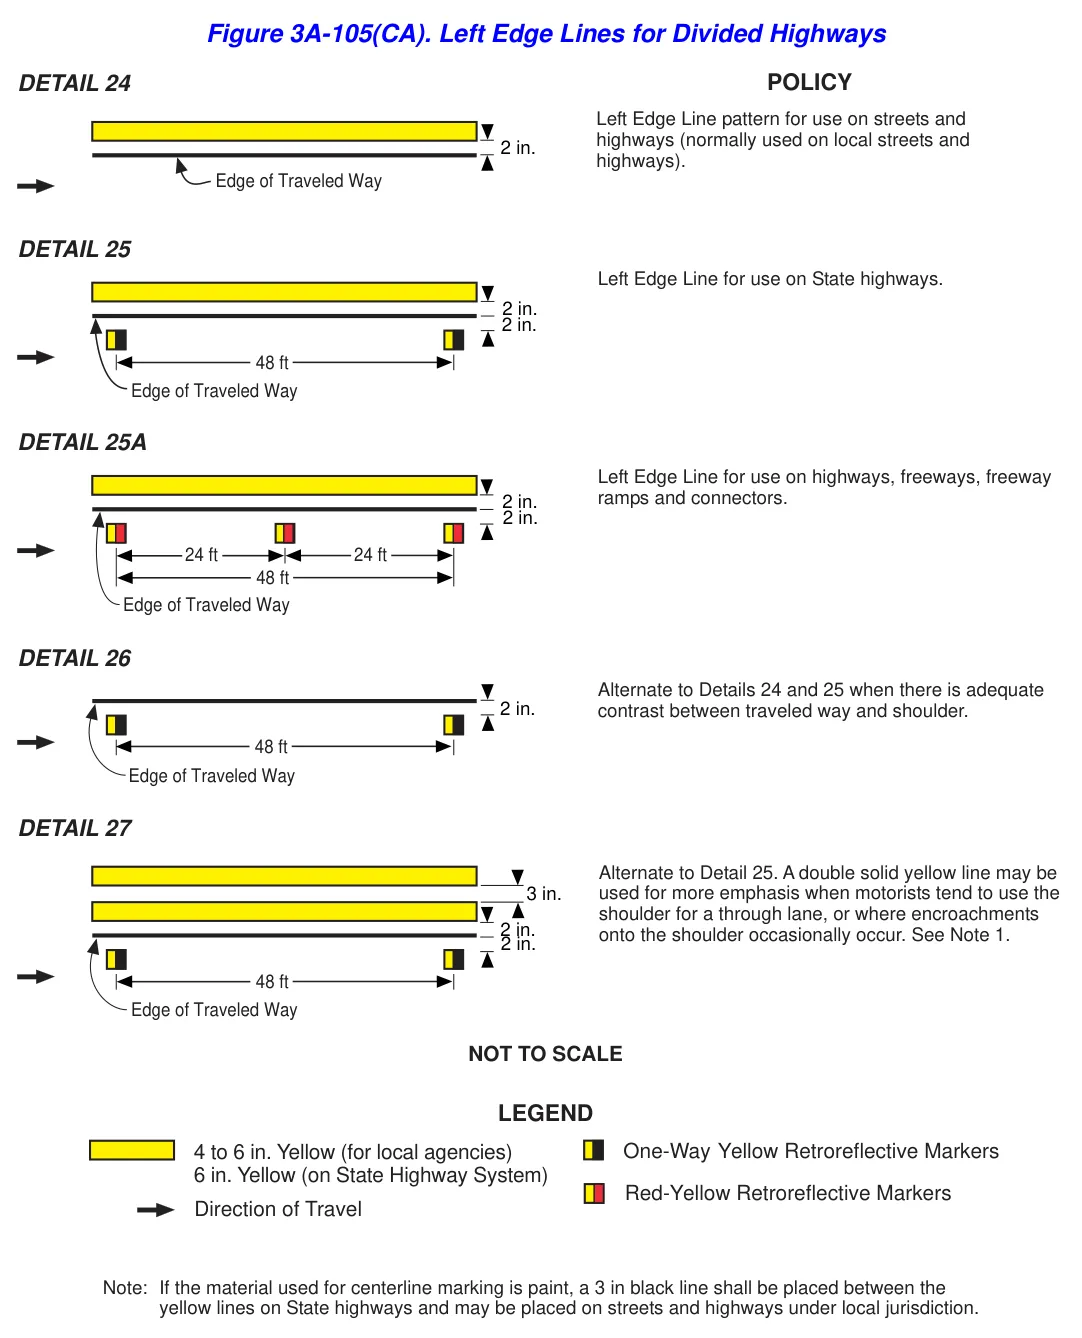 Figure 3A-105(CA). Left Edge Lines for Divided Highways
DETAIL 24
POLICY
2 in.
Edge of Traveled Way
Left Edge Line pattern for use on streets and
highways (normally used on local streets and
highways).
DETAIL 25
2 in.
2 in.
48 ft
Edge of Traveled Way
Left Edge Line for use on State highways.
DETAIL 25A
2 in.
2 in.
24 ft
24 ft
48 ft
Edge of Traveled Way
Left Edge Line for use on highways, freeways, freeway
ramps and connectors.
DETAIL 26
2 in.
48 ft
Edge of Traveled Way
Alternate to Details 24 and 25 when there is adequate
contrast between traveled way and shoulder.
DETAIL 27
3 in.
2 in.
2 in.
48 ft
Edge of Traveled Way
Alternate to Detail 25. A double solid yellow line may be
used for more emphasis when motorists tend to use the
shoulder for a through lane, or where encroachments
onto the shoulder occasionally occur. See Note 1.
NOT TO SCALE
LEGEND
4 to 6 in. Yellow (for local agencies)
6 in. Yellow (on State Highway System)
Direction of Travel
One-Way Yellow Retroreflective Markers
Red-Yellow Retroreflective Markers
Note: If the material used for centerline marking is paint, a 3 in black line shall be placed between the
yellow lines on State highways and may be placed on streets and highways under local jurisdiction.